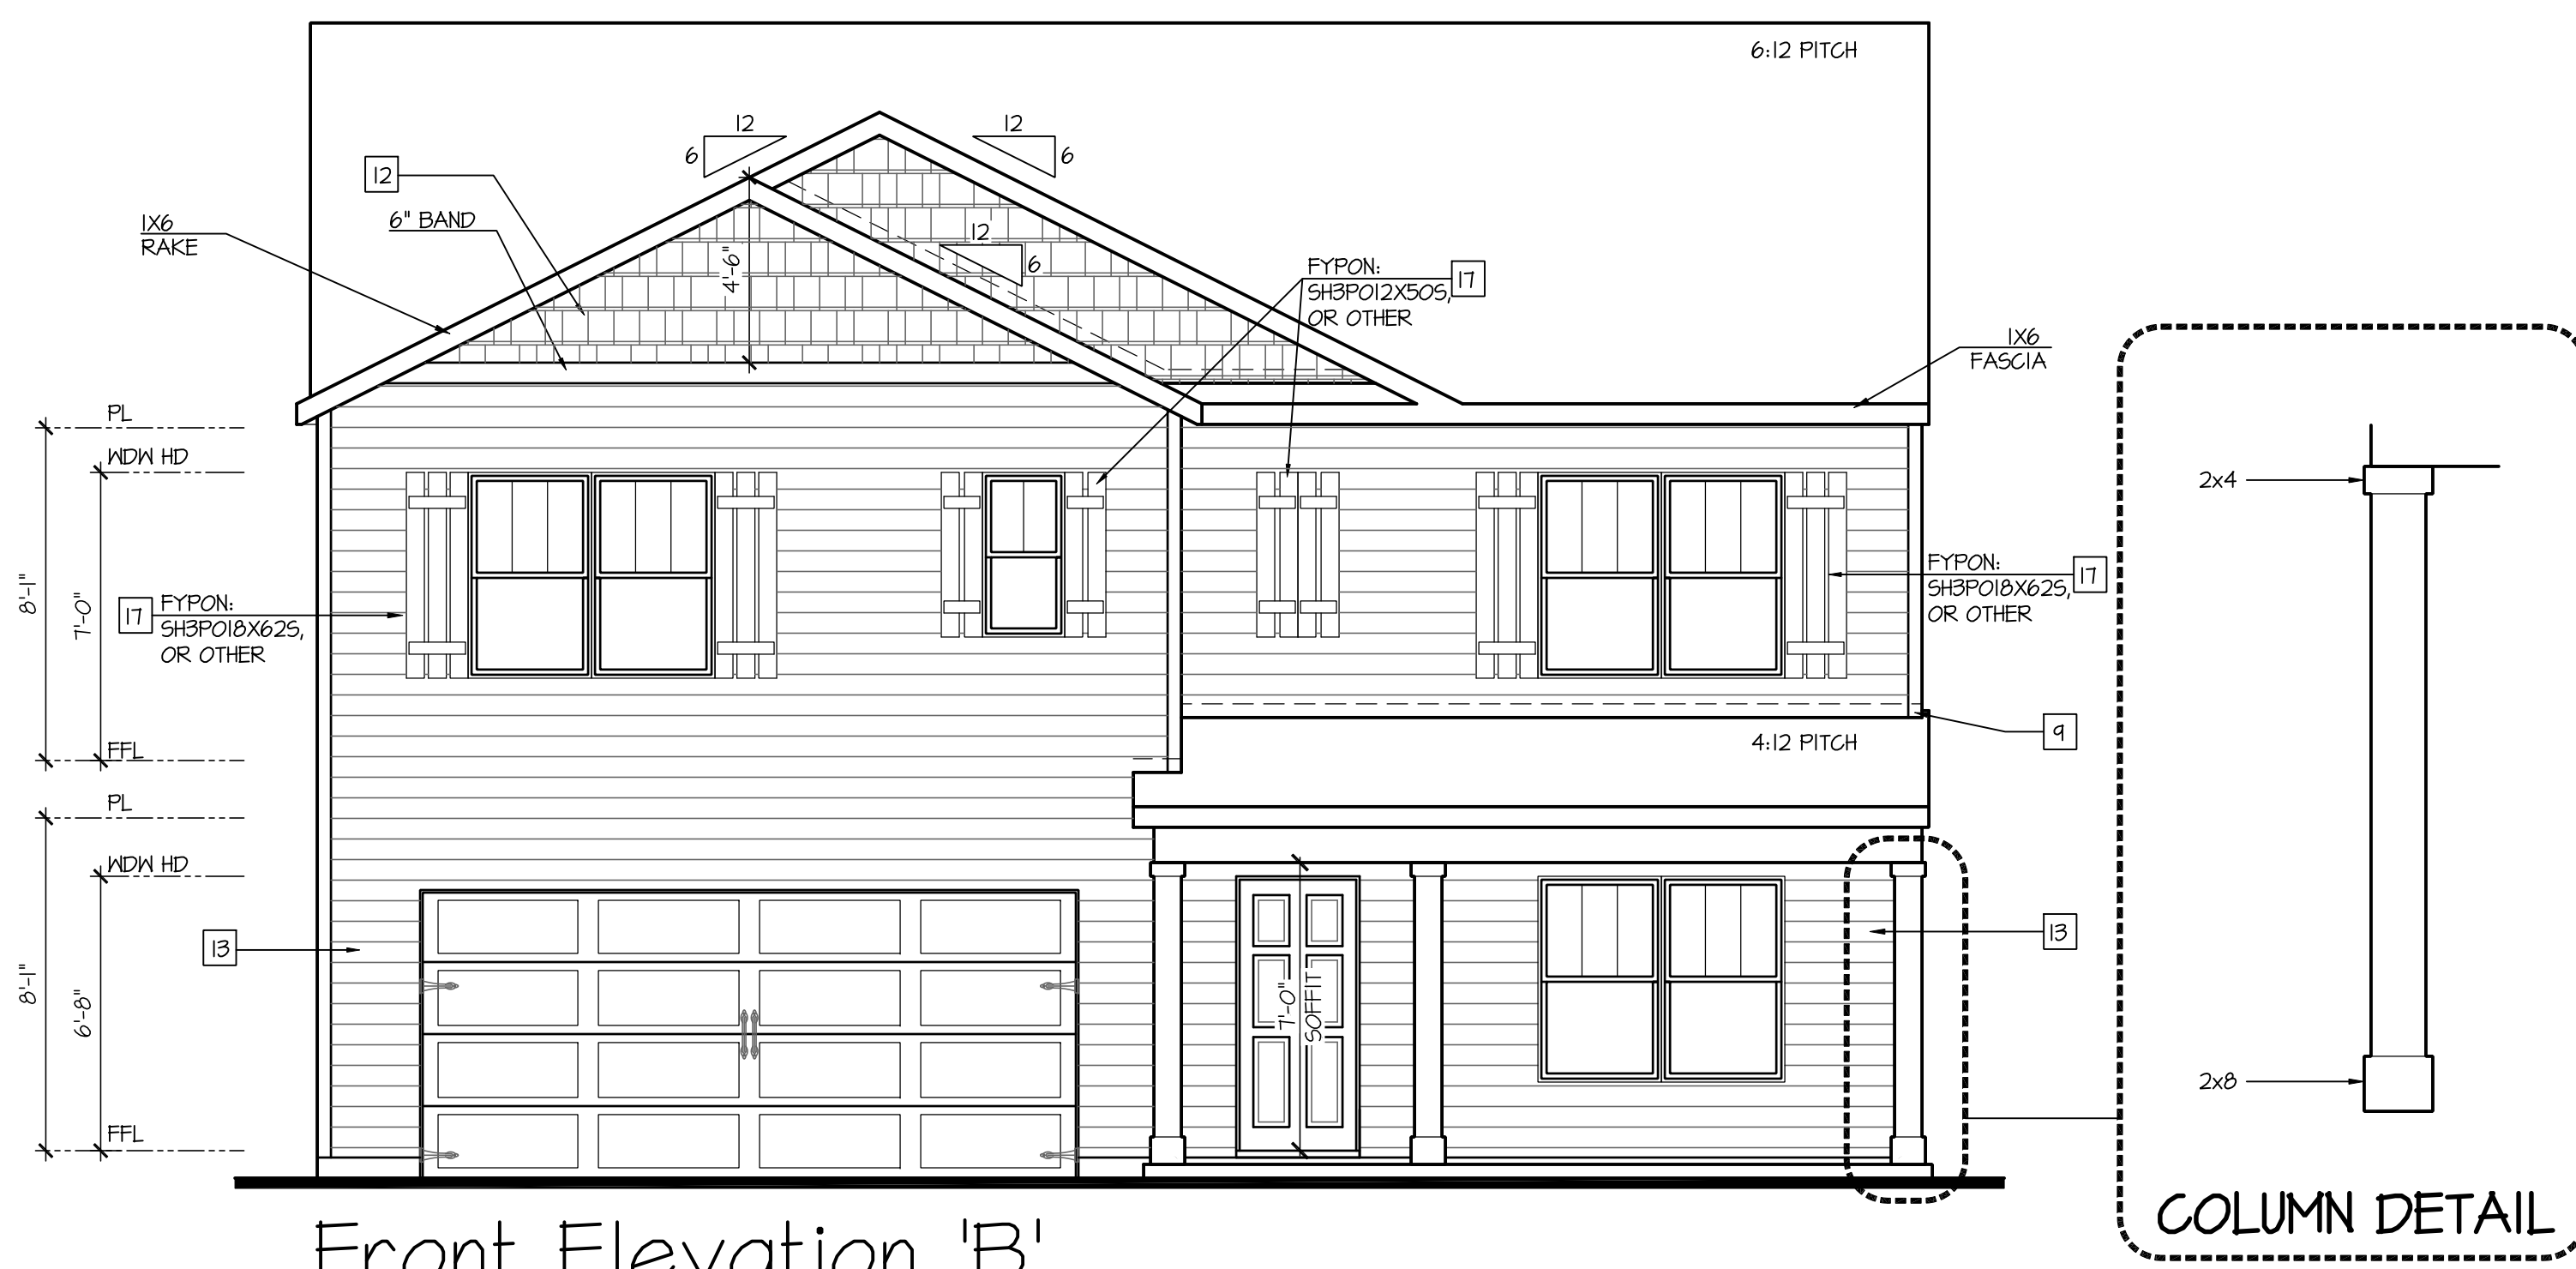 6:12 PITCH
12
6
12
6
12
1X6
RAKE
6" BAND
4'-6"
12
6
FYPON:
SH3PO12X50S,
OR OTHER
17
1X6
FASCIA
PL
WDW HD
8'-1"
7'-0"
17
FYPON:
SH3PO18X62S,
OR OTHER
FYPON:
SH3PO18X62S,
OR OTHER
17
FFL
9
4:12 PITCH
PL
WDW HD
8'-1"
6'-8"
13
13
7'-0"
SOFFIT
FFL
2x4
2x8
COLUMN DETAIL
Front Elevation 'B'